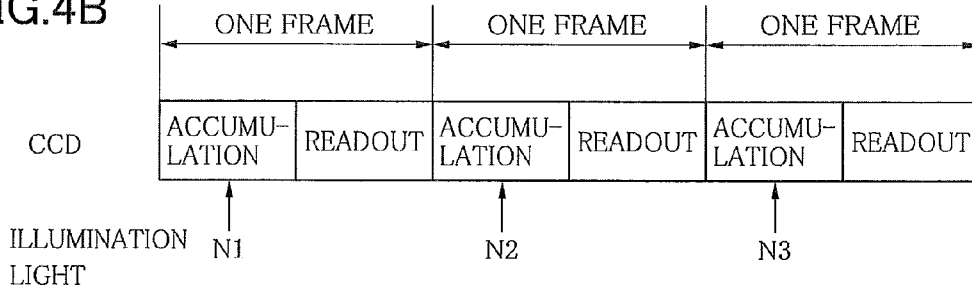 IG.4B
ONE FRAME ONE FRAME ONE FRAME
CCD
ACCUMU-
LATION
READOUT
ACCUMU-
LATION
READOUT
ACCUMU-
LATION
READOUT
ILLUMINATION
LIGHT
N1 N2 N3